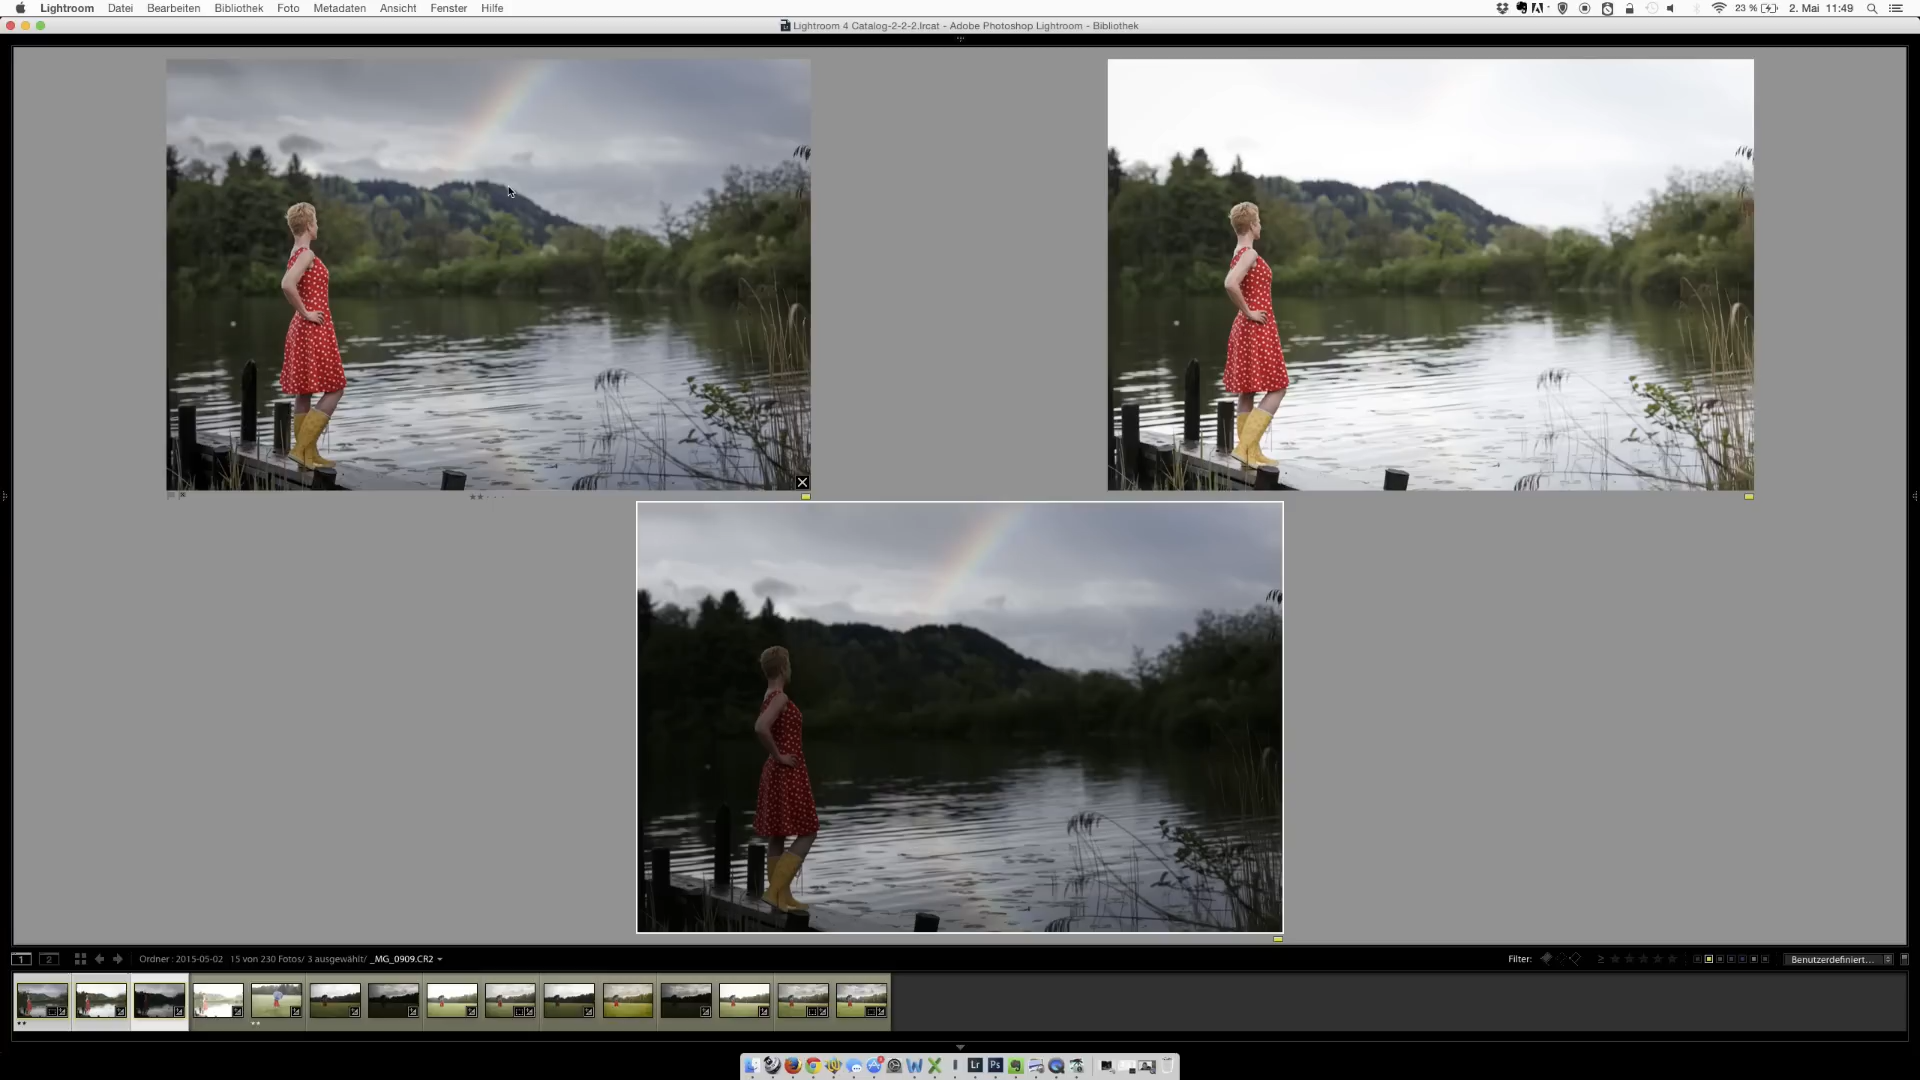 Lightroom Datei Bearbeiten Bibliothek Foto Metadaten Ansicht Fenster Hilfe 23 % 2. Mai 11:49
Lightroom 4 Catalog-2-2-2.lrcat - Adobe Photoshop Lightroom - Bibliothek
1 2 Ordner : 2015-05-02 15 von 230 Fotos/ 3 ausgewählt/ _MG_0909.CR2 Filter: ≥ Benutzerdefiniert...
Lr Ps